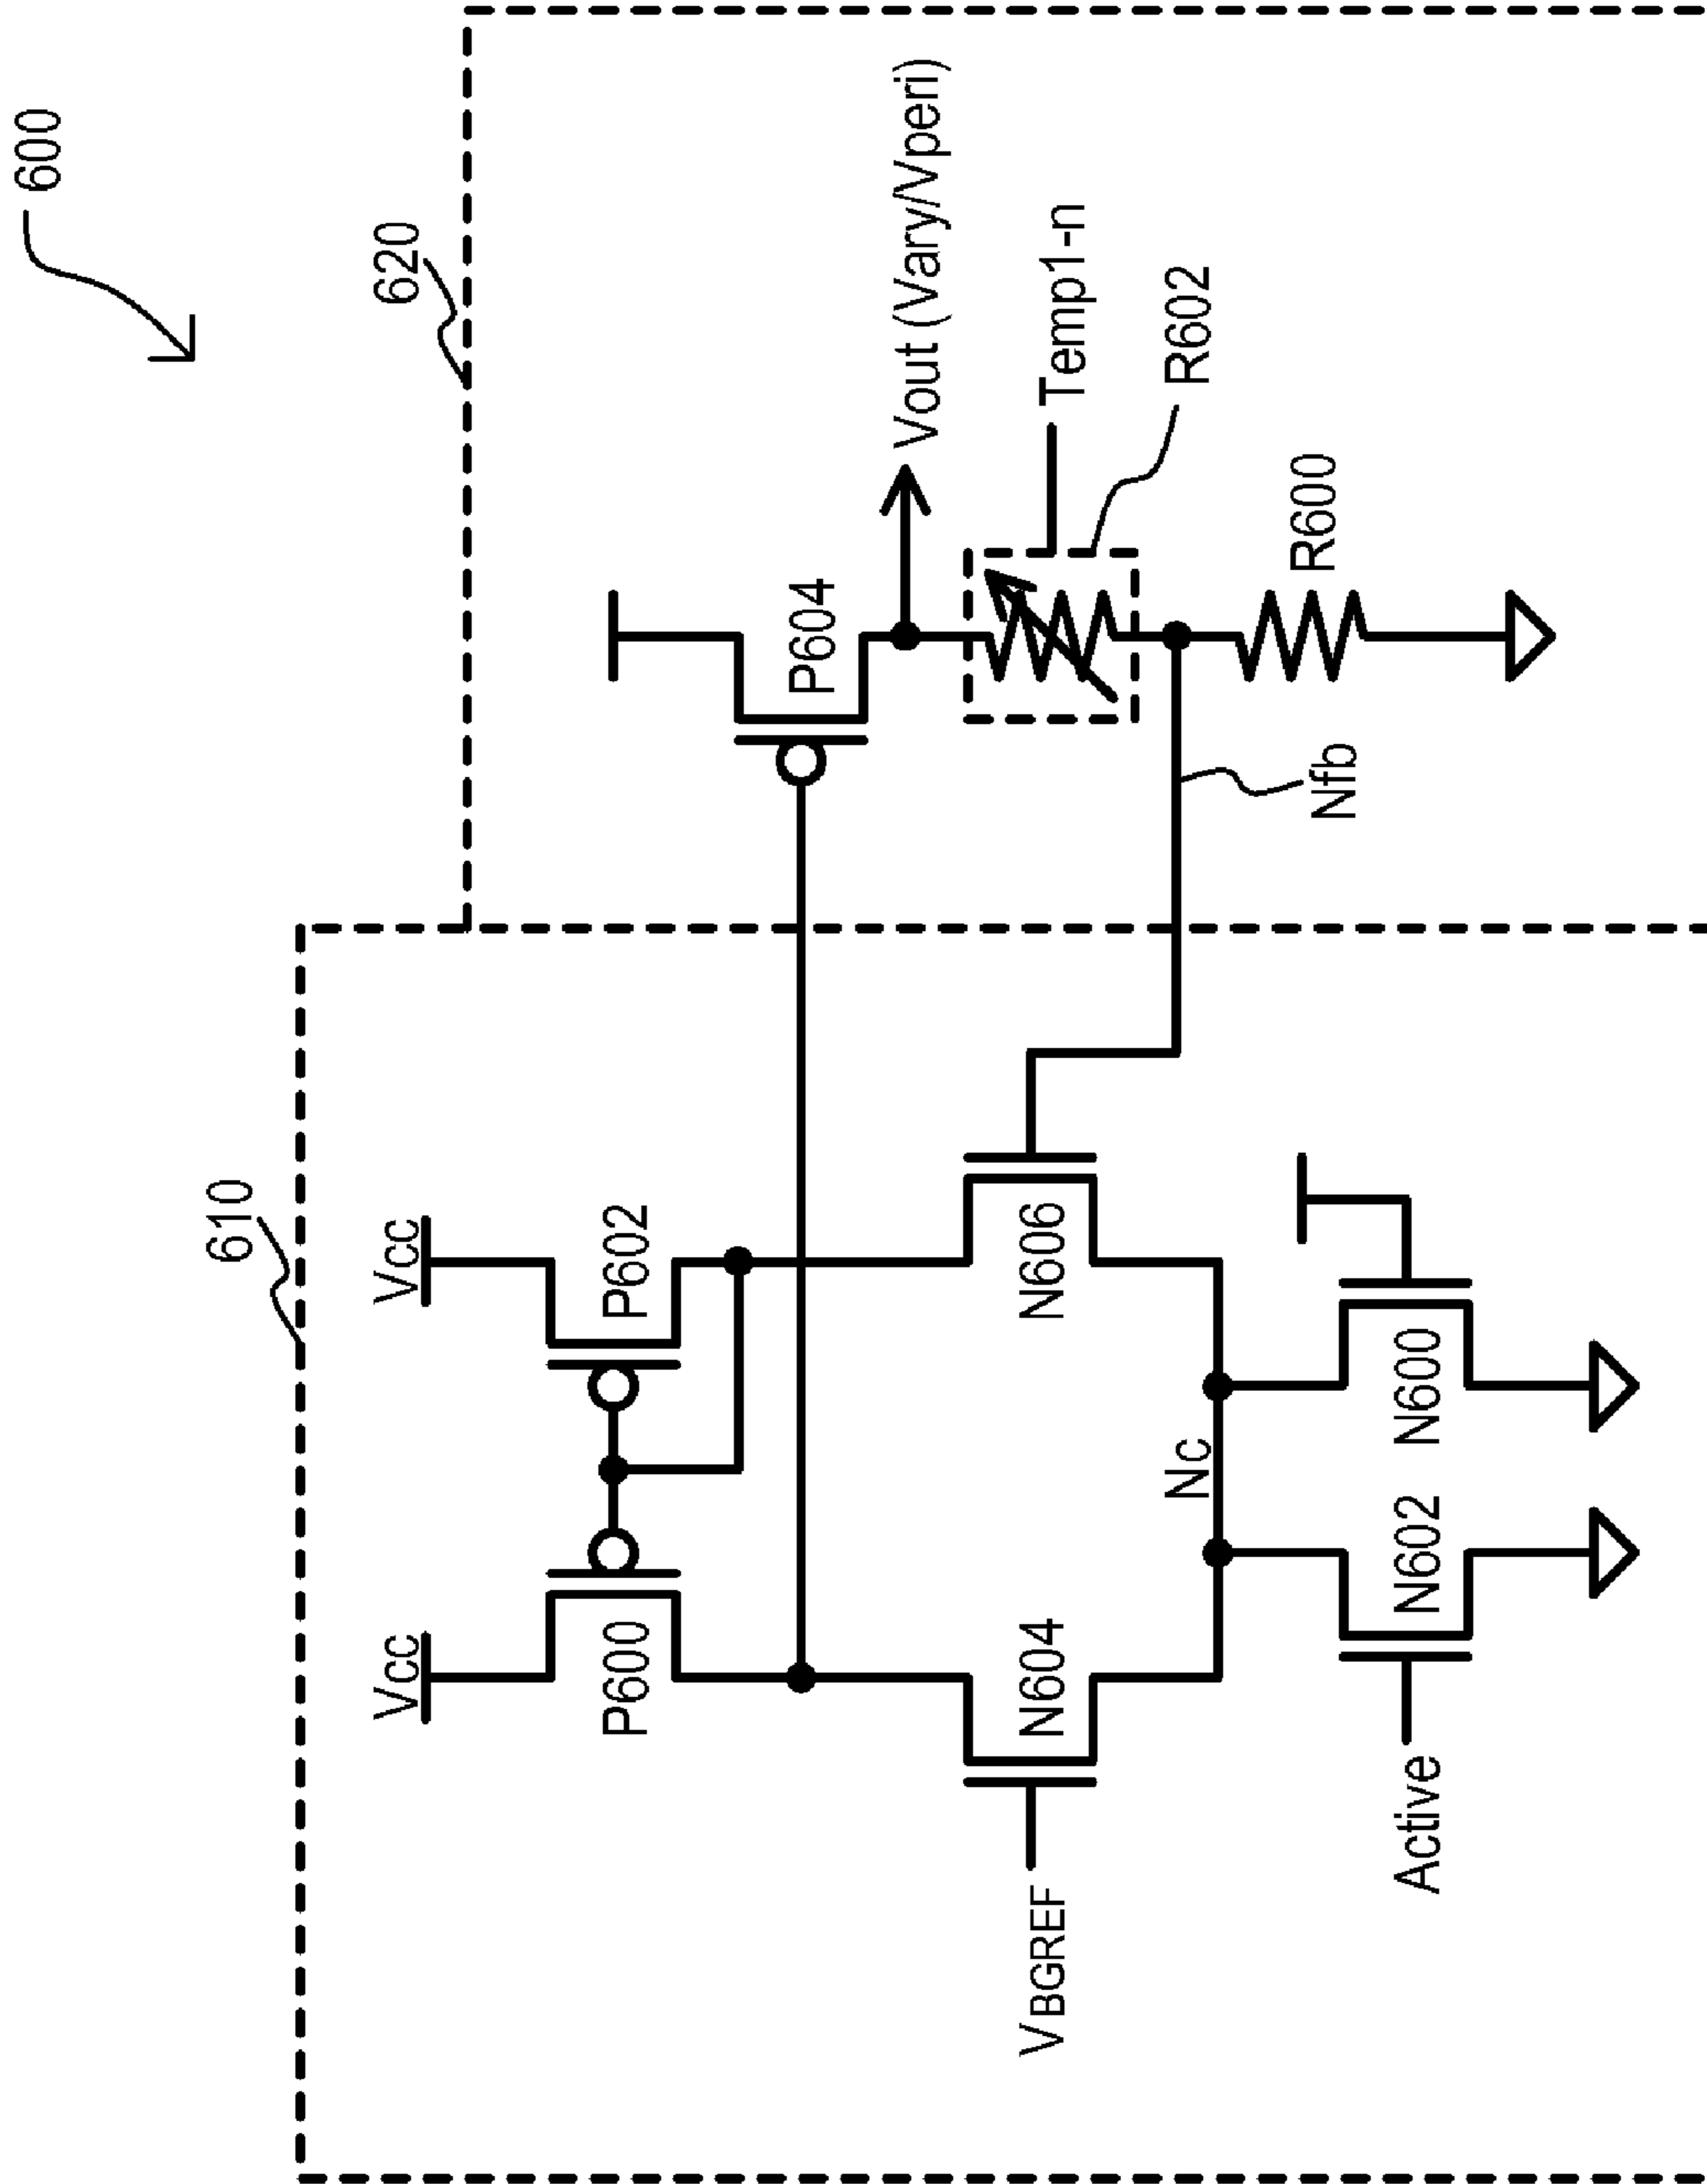 600
620
610
Vcc
Vcc
P600
P602
P604
Vout (Vary/Vperi)
Temp1-n
R602
VBGREF
N604
N606
Nc
Nfb
R600
Active
N602
N600